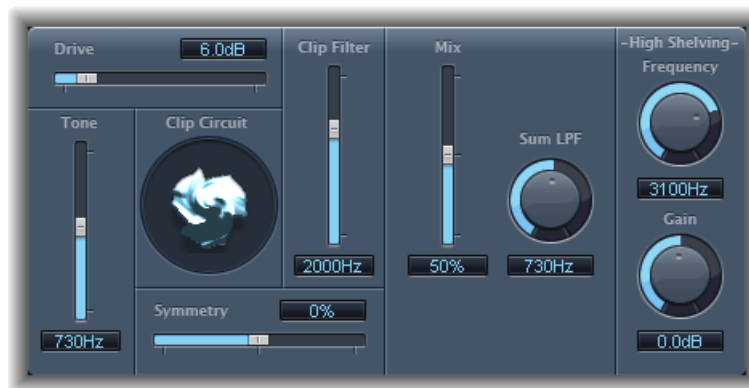 Drive
6.0dB
Tone
730Hz
Clip Circuit
Symmetry
0%
Clip Filter
2000Hz
Mix
50%
Sum LPF
730Hz
-High Shelving-
Frequency
3100Hz
Gain
0.0dB